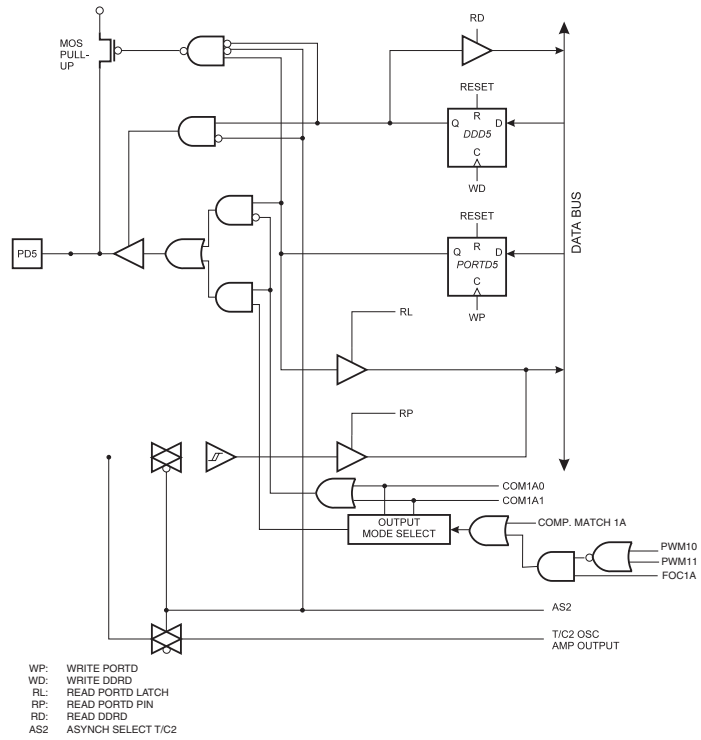 RD
MOS
PULL-
UP
RESET
R
Q
D
DDD5
C
WD
RESET
R
Q
D
PORTD5
C
WP
DATA BUS
PD5
RL
RP
COM1A0
COM1A1
OUTPUT
MODE SELECT
COMP. MATCH 1A
PWM10
PWM11
FOC1A
AS2
T/C2 OSC
AMP OUTPUT
WP: WRITE PORTD
WD: WRITE DDRD
RL: READ PORTD LATCH
RP: READ PORTD PIN
RD: READ DDRD
AS2 ASYNCH SELECT T/C2